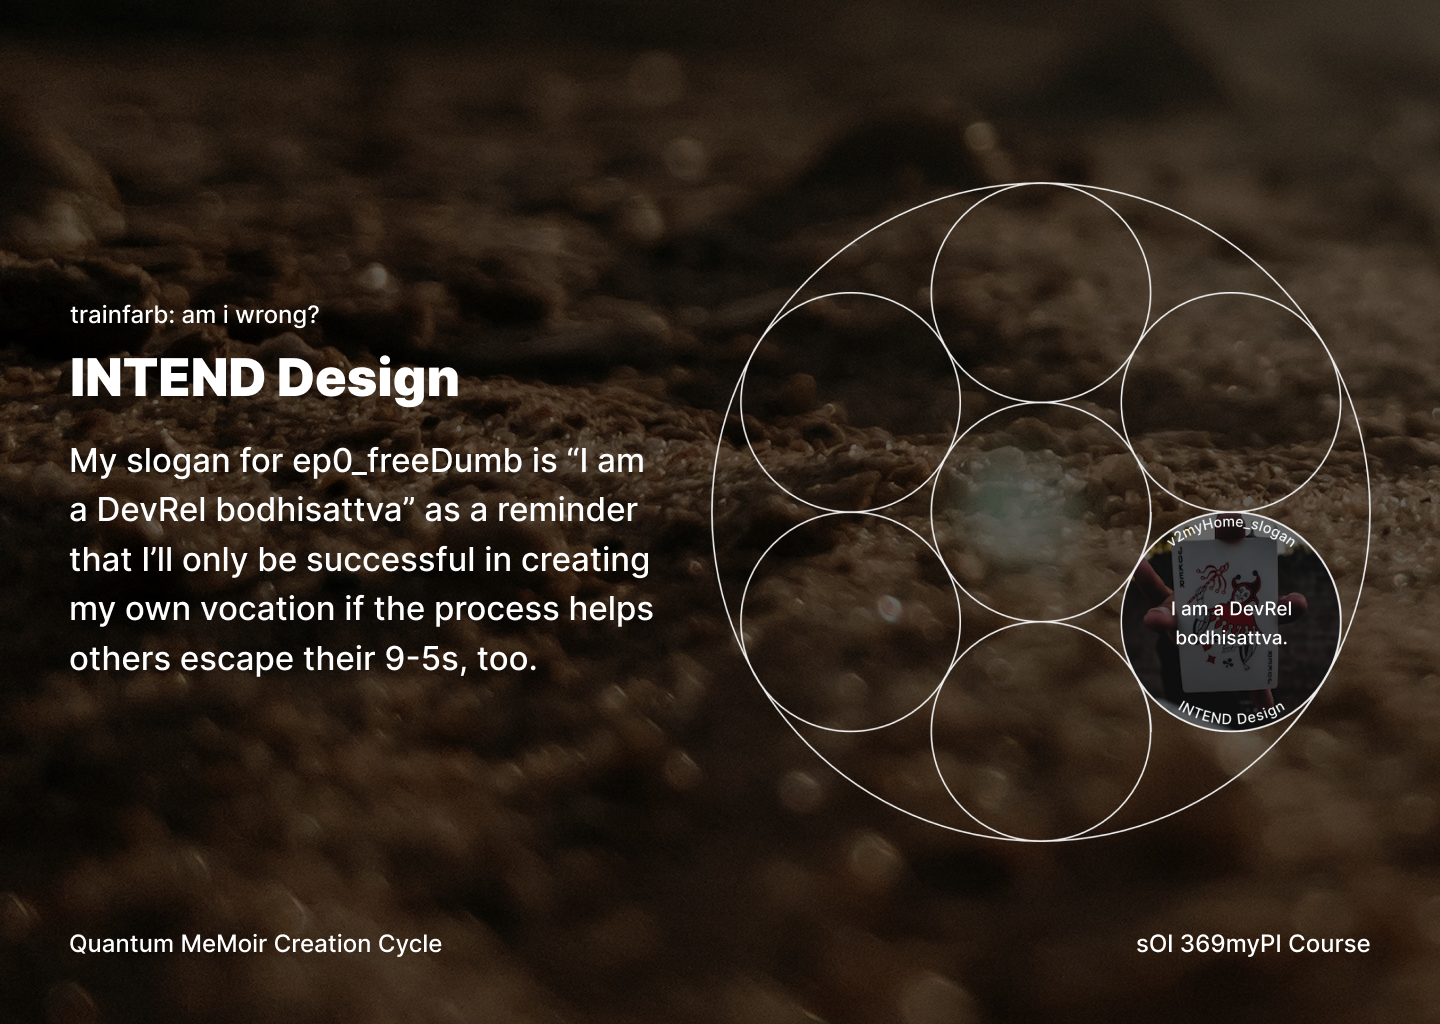 trainfarb: am i wrong?
INTEND Design
My slogan for ep0_freeDumb is “I am
a DevRel bodhisattva” as a reminder
that I’ll only be successful in creating
my own vocation if the process helps
others escape their 9-5s, too.
v2myHome_slogan
JOKER
I am a DevRel
bodhisattva.
JOKER
INTEND Design
Quantum MeMoir Creation Cycle
sOI 369myPI Course